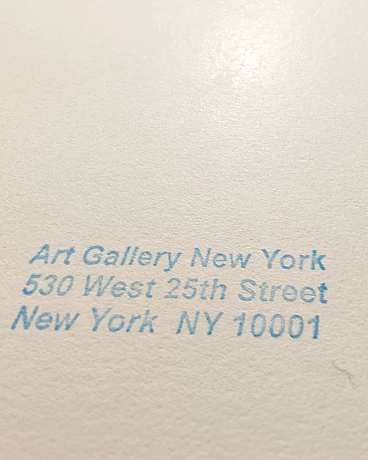 Art Gallery New York
530 West 25th Street
New York NY 10001